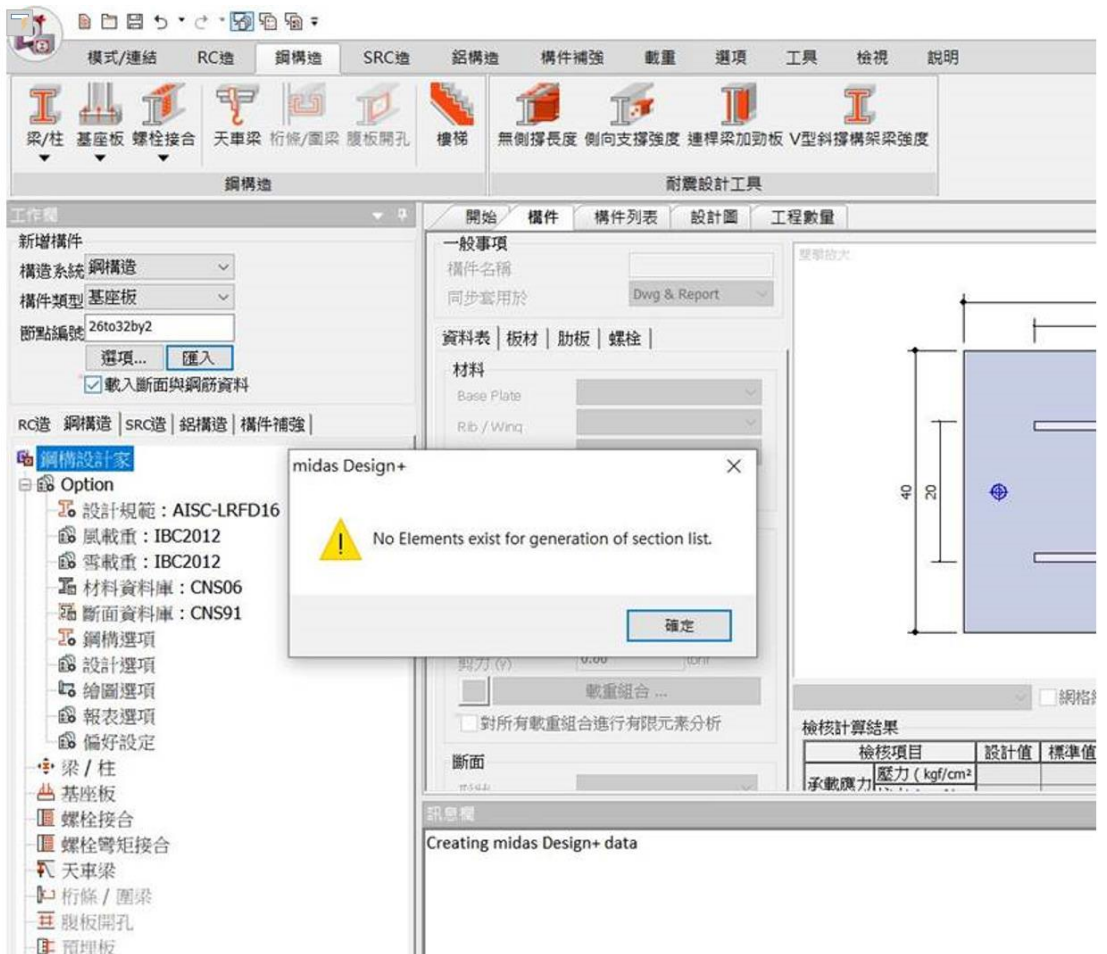 模式/連結 RC造 鋼構造 SRC造 鋁構造 構件補強 載重 選項 工具 檢視 說明
梁/柱 基座板 螺栓接合 天車梁 桁條/圍梁 腹板開孔 樓梯 無側撐長度 側向支撐強度 連桿梁加勁板 V型斜撐構架梁強度
鋼構造 耐震設計工具
工作欄
開始 構件 構件列表 設計圖 工程數量
新增構件
一般事項
雙擊放大
構造系統 鋼構造
構件名稱
構件類型 基座板
同步套用於 Dwg & Report
節點編號 26to32by2
資料表 板材 肋板 螺栓
選項... 匯入
材料
載入斷面與鋼筋資料
Base Plate
RC造 鋼構造 SRC造 鋁構造 構件補強
Rib / Wing
鋼構設計家
midas Design+
Option
設計規範：AISC-LRFD16
40 20
風載重：IBC2012
No Elements exist for generation of section list.
雪載重：IBC2012
材料資料庫：CNS06
斷面資料庫：CNS91
鋼構選項
確定
設計選項
剪力 (Y) 0.00 tonf
繪圖選項
載重組合 ...
報表選項
對所有載重組合進行有限元素分析
檢核計算結果
偏好設定
檢核項目 設計值 標準值
斷面
梁 / 柱
承載應力 壓力 ( kgf/cm²
形狀
基座板
訊息欄
螺栓接合
Creating midas Design+ data
螺栓彎矩接合
天車梁
桁條 / 圍梁
腹板開孔
預埋板